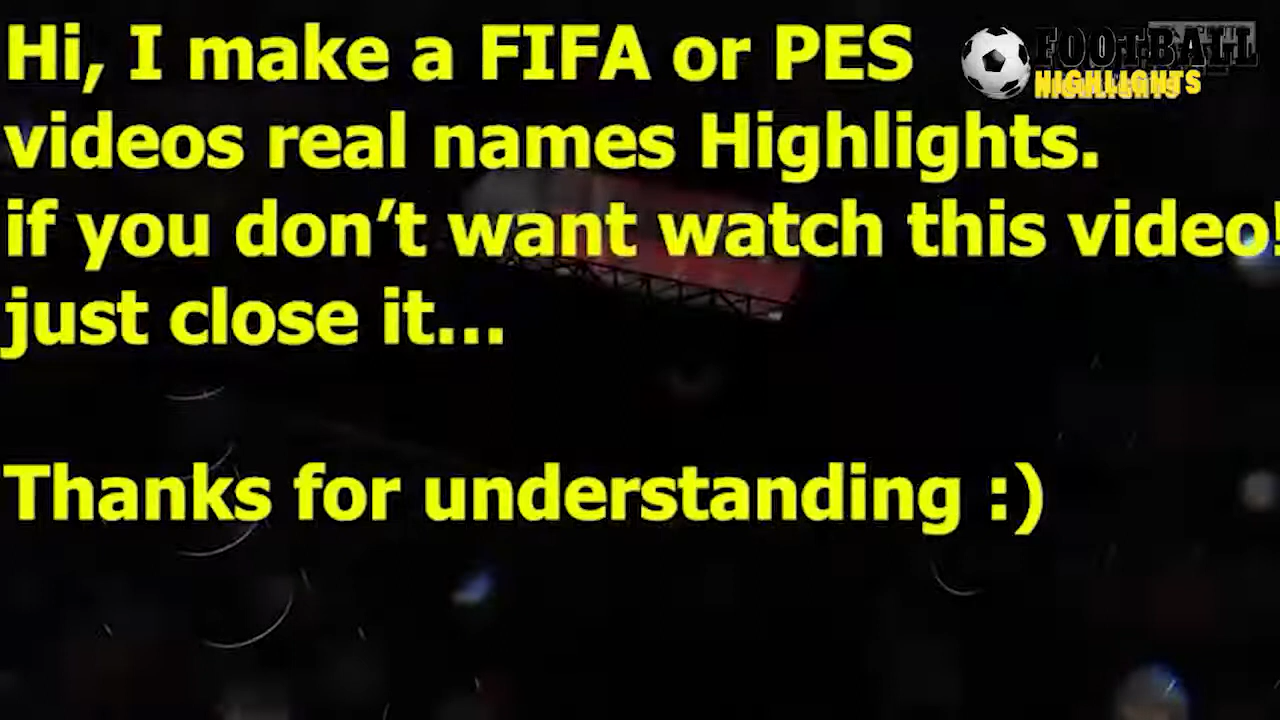 Hi, I make a FIFA or PES
videos real names Highlights.
if you don’t want watch this video!
just close it...
Thanks for understanding :)
FOOTBALL
HIGHLIGHTS